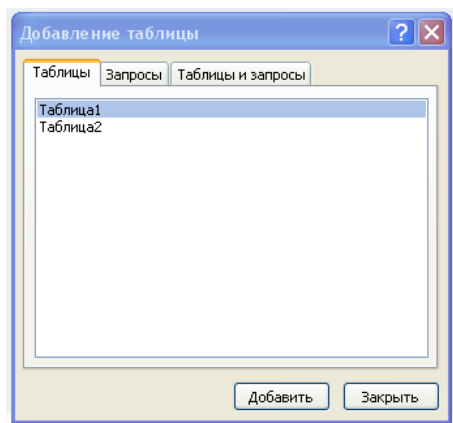 Добавление таблицы
Таблицы Запросы Таблицы и запросы
Таблица1
Таблица2
Добавить Закрыть